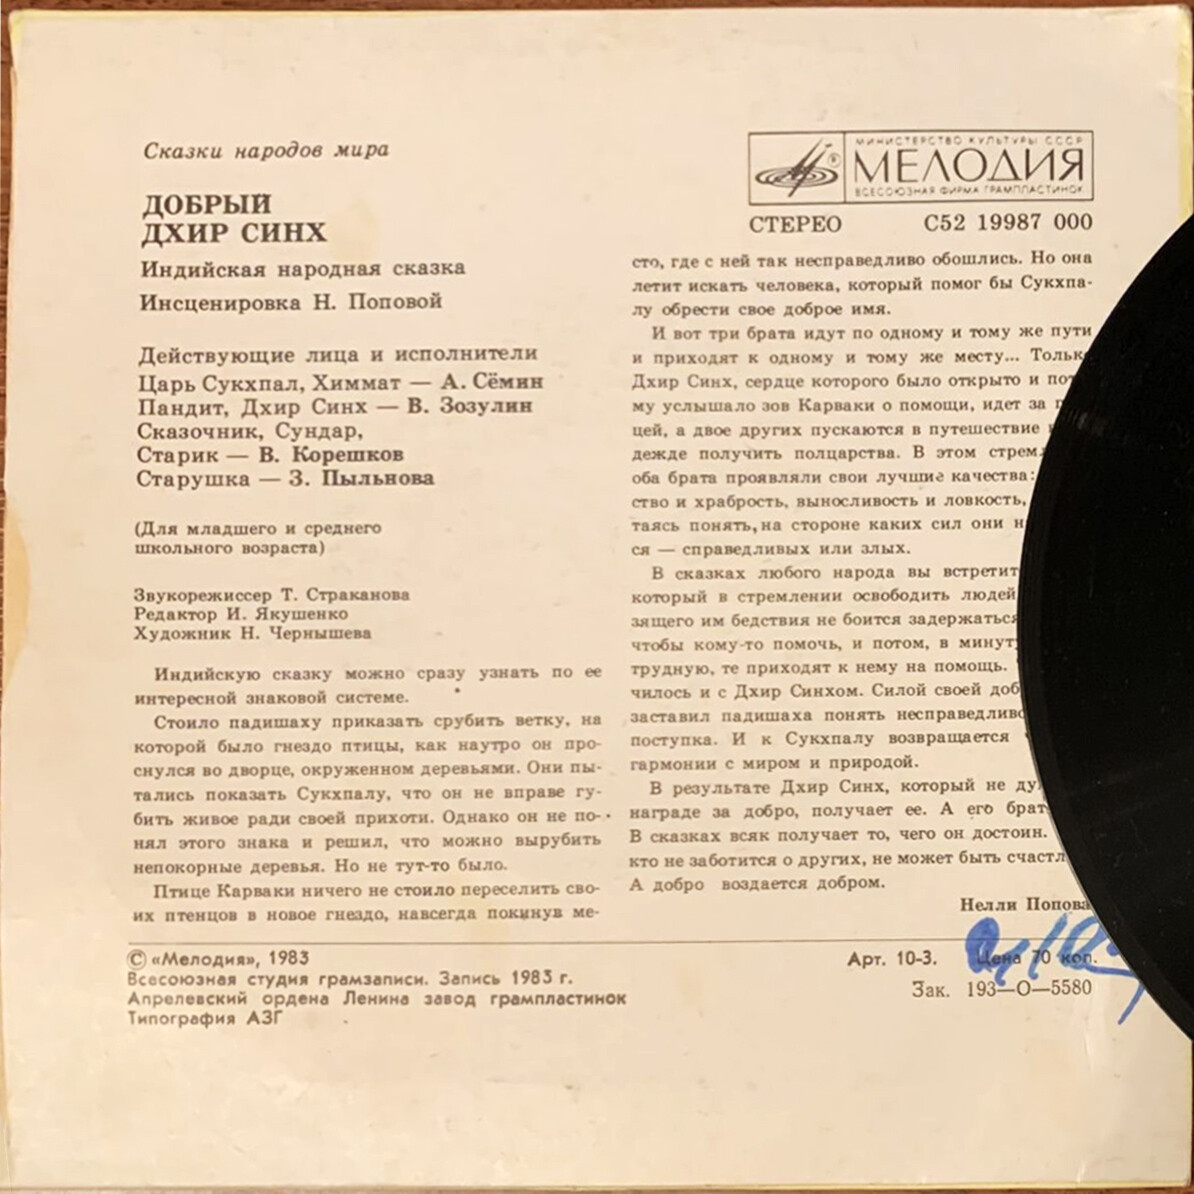 Сказки народов мира
ДОБРЫЙ
ДХИР СИНХ
Индийская народная сказка
Инсценировка Н. Поповой
Действующие лица и исполнители
Царь Сукхпал, Химмат — А. Сёмин
Пандит, Дхир Синх — В. Зозулин
Сказочник, Сундар,
Старик — В. Корешков
Старушка — З. Пыльнова
(Для младшего и среднего
школьного возраста)
Звукорежиссер Т. Страканова
Редактор И. Якушенко
Художник Н. Чернышева
Индийскую сказку можно сразу узнать по ее
интересной знаковой системе.
Стоило падишаху приказать срубить ветку, на
которой было гнездо птицы, как наутро он про-
снулся во дворце, окруженном деревьями. Они пы-
тались показать Сукхпалу, что он не вправе гу-
бить живое ради своей прихоти. Однако он не по-
нял этого знака и решил, что можно вырубить
непокорные деревья. Но не тут-то было.
Птице Карваки ничего не стоило переселить сво-
их птенцов в новое гнездо, навсегда покинув ме-
МИНИСТЕРСТВО КУЛЬТУРЫ СССР
МЕЛОДИЯ
ВСЕСОЮЗНАЯ ФИРМА ГРАМПЛАСТИНОК
СТЕРЕО С52 19987 000
сто, где с ней так несправедливо обошлись. Но она
летит искать человека, который помог бы Сукхпа-
лу обрести свое доброе имя.
И вот три брата идут по одному и тому же пути
и приходят к одному и тому же месту... Только
Дхир Синх, сердце которого было открыто и пот
му услышало зов Карваки о помощи, идет за
цей, а двое других пускаются в путешествие
дежде получить полцарства. В этом стрем
оба брата проявляли свои лучшие качества:
ство и храбрость, выносливость и ловкость,
таясь понять, на стороне каких сил они н
ся — справедливых или злых.
В сказках любого народа вы встретит
который в стремлении освободить людей
зящего им бедствия не боится задержаться
чтобы кому-то помочь, и потом, в минут
трудную, те приходят к нему на помощь.
чилось и с Дхир Синхом. Силой своей доб
заставил падишаха понять несправедливо
поступка. И к Сукхпалу возвращается
гармонии с миром и природой.
В результате Дхир Синх, который не ду
награде за добро, получает ее. А его брат
В сказках всяк получает то, чего он достоин.
кто не заботится о других, не может быть счастл
А добро воздается добром.
Нелли Попова
© «Мелодия», 1983
Всесоюзная студия грамзаписи. Запись 1983 г.
Апрелевский ордена Ленина завод грампластинок
Типография АЗГ
Арт. 10-3. Цена 70 коп.
Зак. 193—О—5580